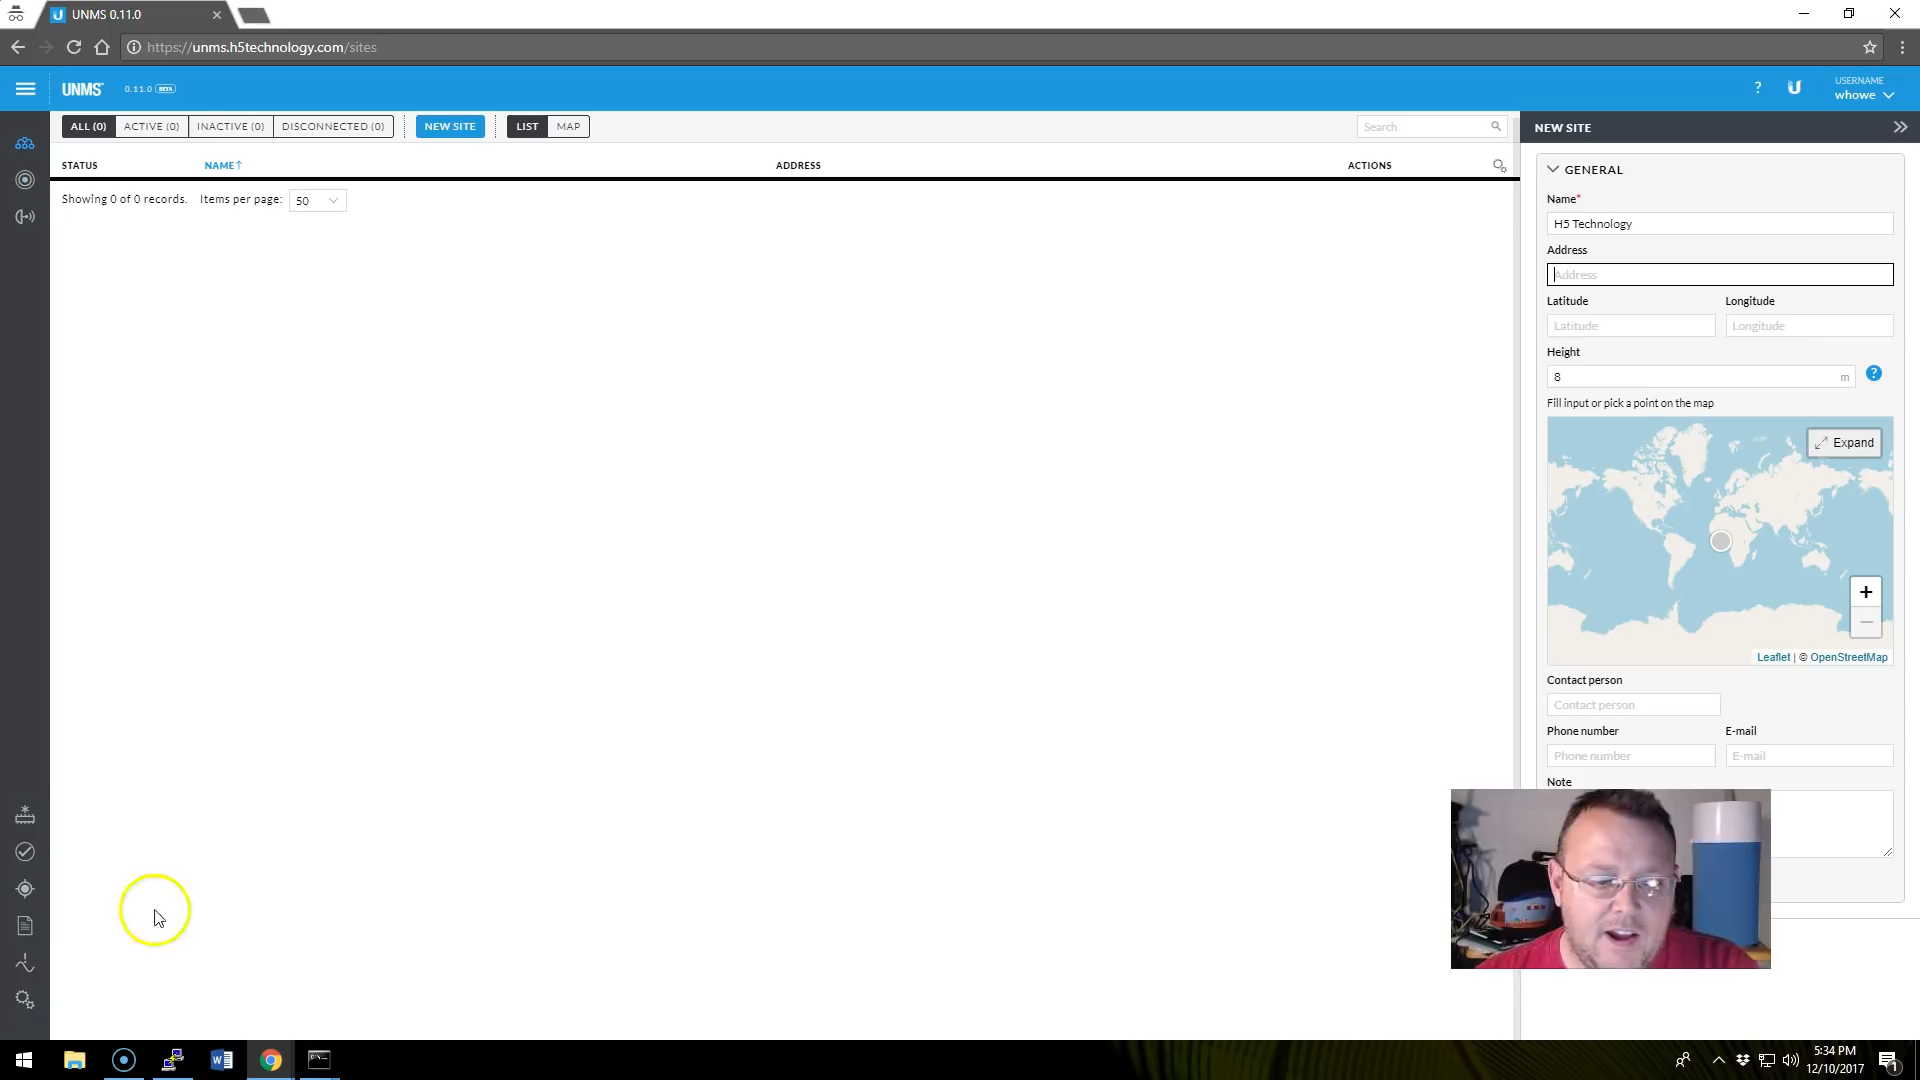 UNMS 0.11.0
https://unms.h5technology.com/sites
UNMS
0.11.0 BETA
?
USERNAME
whowe
ALL (0)
ACTIVE (0)
INACTIVE (0)
DISCONNECTED (0)
NEW SITE
LIST
MAP
Search
STATUS
NAME↑
ADDRESS
ACTIONS
Showing 0 of 0 records. Items per page: 50
NEW SITE
GENERAL
Name*
H5 Technology
Address
Address
Latitude Longitude
Latitude Longitude
Height
8 m ?
Fill input or pick a point on the map
Expand
+
−
Leaflet | © OpenStreetMap
Contact person
Contact person
Phone number E-mail
Phone number E-mail
Note
5:34 PM
12/10/2017
1